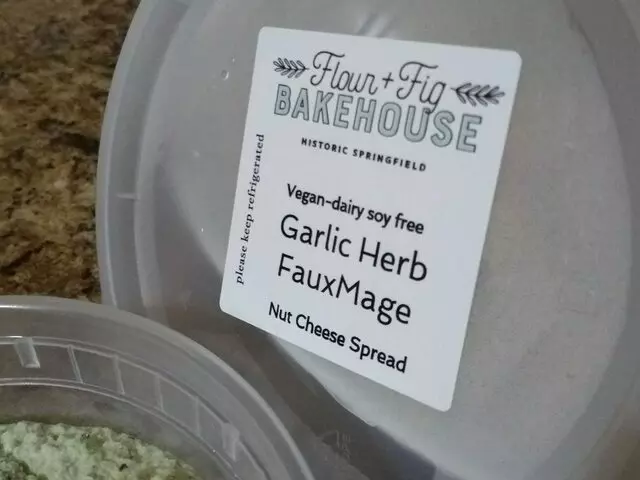 Flour + Fig
BAKEHOUSE
HISTORIC SPRINGFIELD
please keep refrigerated
Vegan-dairy soy free
Garlic Herb
FauxMage
Nut Cheese Spread